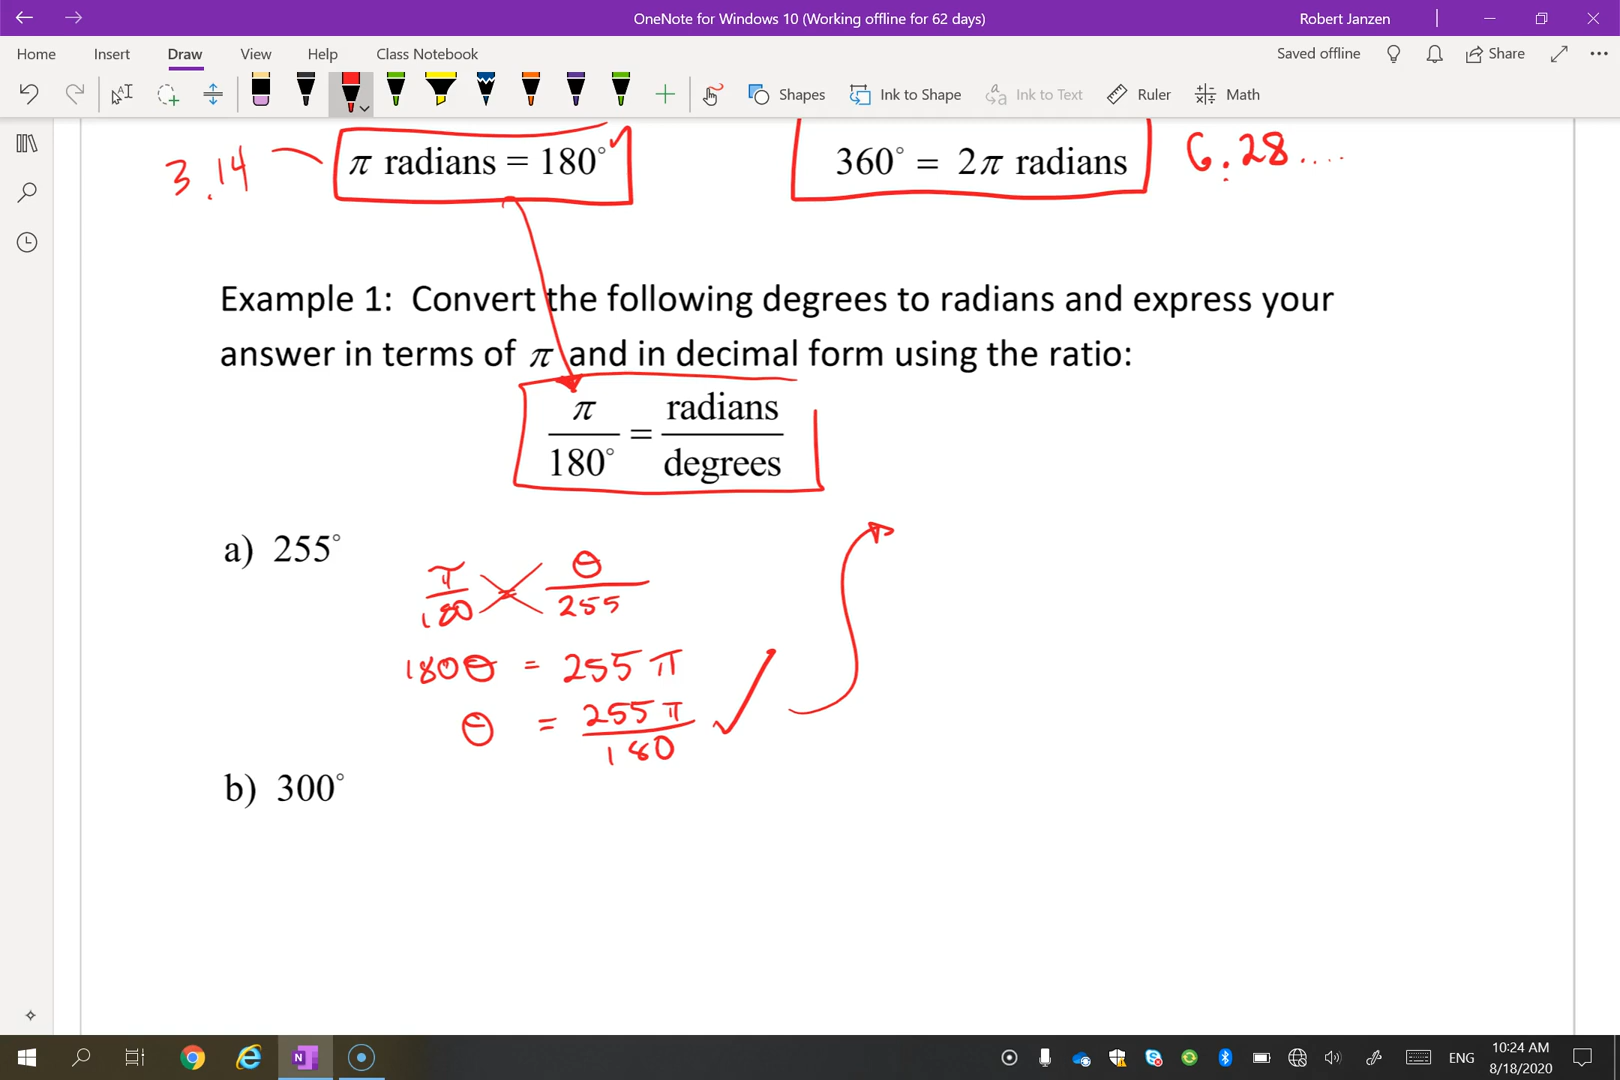 OneNote for Windows 10 (Working offline for 62 days)
Robert Janzen
Home Insert Draw View Help Class Notebook
Saved offline
Share
Shapes
Ink to Shape
Ink to Text
Ruler
Math
3.14
π radians = 180°
360° = 2π radians
6.28....
Example 1: Convert the following degrees to radians and express your
answer in terms of π and in decimal form using the ratio:
π/180° = radians/degrees
a) 255°
π/180 = θ/255
180θ = 255π
θ = 255π/180
b) 300°
ENG
10:24 AM
8/18/2020